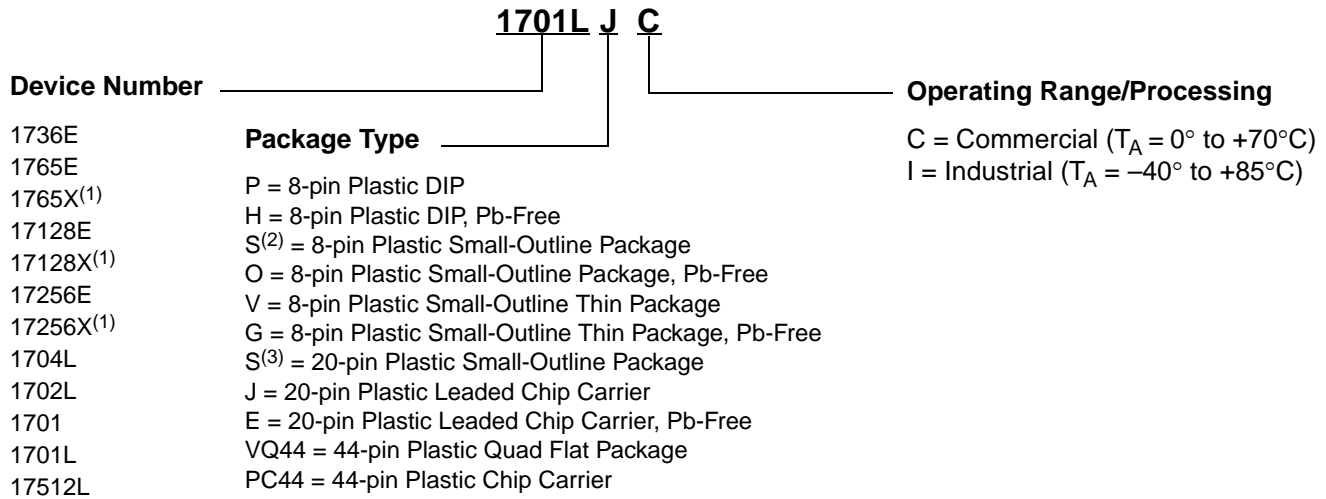 1701L J C
Device Number
1736E
1765E
1765X(1)
17128E
17128X(1)
17256E
17256X(1)
1704L
1702L
1701
1701L
17512L
Package Type
P = 8-pin Plastic DIP
H = 8-pin Plastic DIP, Pb-Free
S(2) = 8-pin Plastic Small-Outline Package
O = 8-pin Plastic Small-Outline Package, Pb-Free
V = 8-pin Plastic Small-Outline Thin Package
G = 8-pin Plastic Small-Outline Thin Package, Pb-Free
S(3) = 20-pin Plastic Small-Outline Package
J = 20-pin Plastic Leaded Chip Carrier
E = 20-pin Plastic Leaded Chip Carrier, Pb-Free
VQ44 = 44-pin Plastic Quad Flat Package
PC44 = 44-pin Plastic Chip Carrier
Operating Range/Processing
C = Commercial (TA = 0° to +70°C)
I = Industrial (TA = –40° to +85°C)